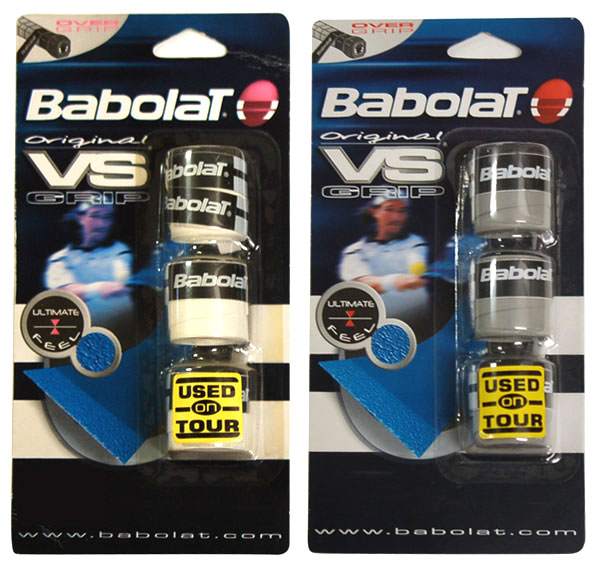 OVER
GRIP
BabolaT
Original
VS
GRIP
Babolat
Babolat
Babolat
ULTIMATE
FEEL
USED
on
TOUR
www.babolat.com
OVER
GRIP
BabolaT
Original
VS
GRIP
Babolat
Babolat
ULTIMATE
FEEL
USED
on
TOUR
www.babolat.com